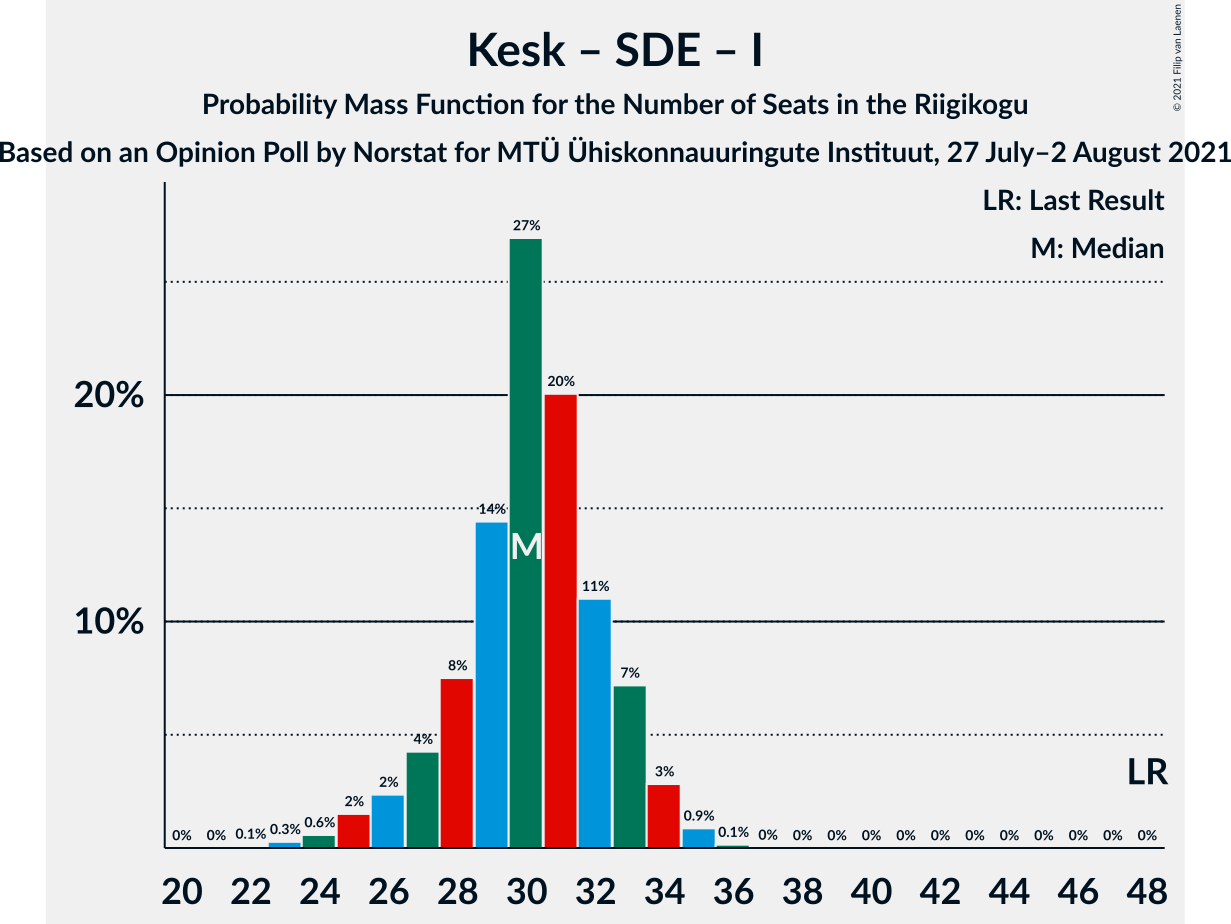 Kesk – SDE – I
Probability Mass Function for the Number of Seats in the Riigikogu
Based on an Opinion Poll by Norstat for MTÜ Ühiskonnauuringute Instituut, 27 July–2 August 2021
© 2021 Filip van Laenen
LR: Last Result
M: Median
27%
20%
20%
14%
M
11%
10%
8%
7%
4%
3%
LR
2%
2%
0% 0% 0.1% 0.3% 0.6% 0.9% 0.1% 0% 0% 0% 0% 0% 0% 0% 0% 0% 0% 0% 0%
20 22 24 26 28 30 32 34 36 38 40 42 44 46 48